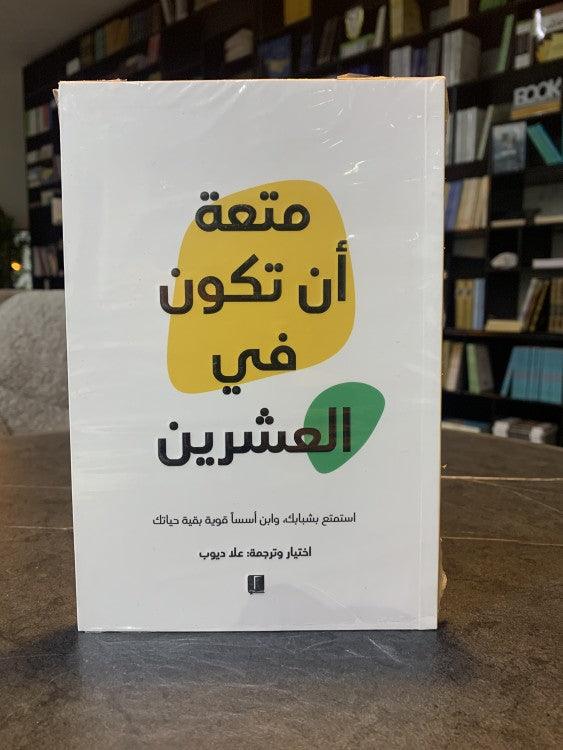 متعة
أن تكون
في
العشرين
استمتع بشبابك، وابن أسساً قوية بقية حياتك
اختيار وترجمة: علا ديوب
BOOK